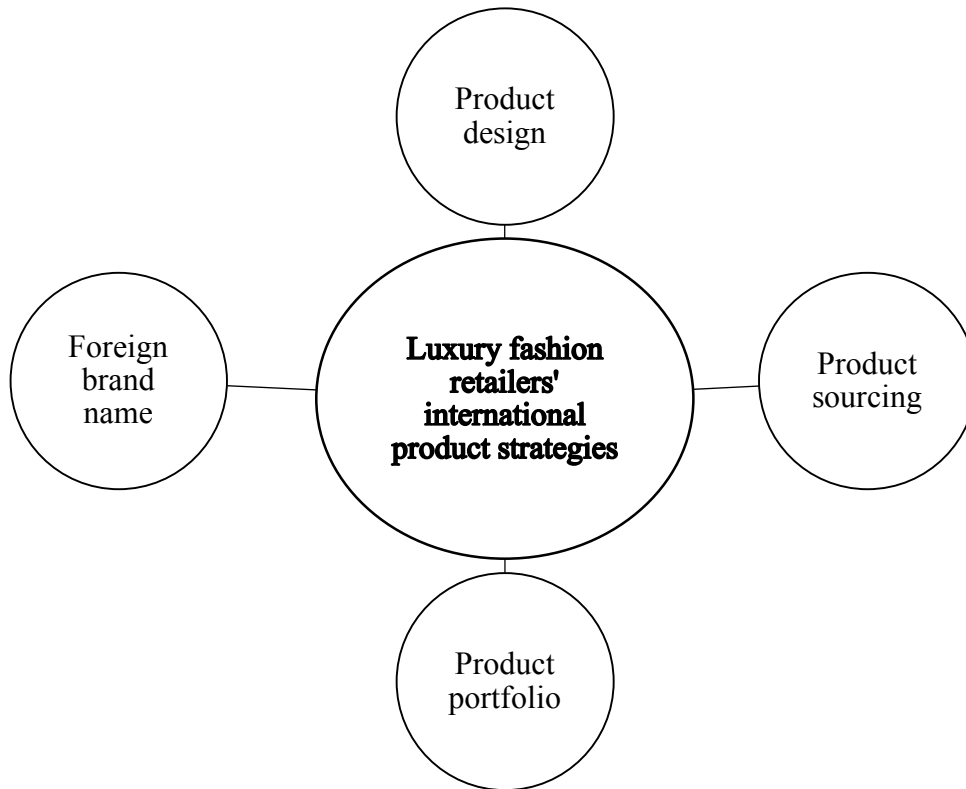 Product
design
Foreign
brand
name
Luxury fashion
retailers'
international
product strategies
Product
sourcing
Product
portfolio